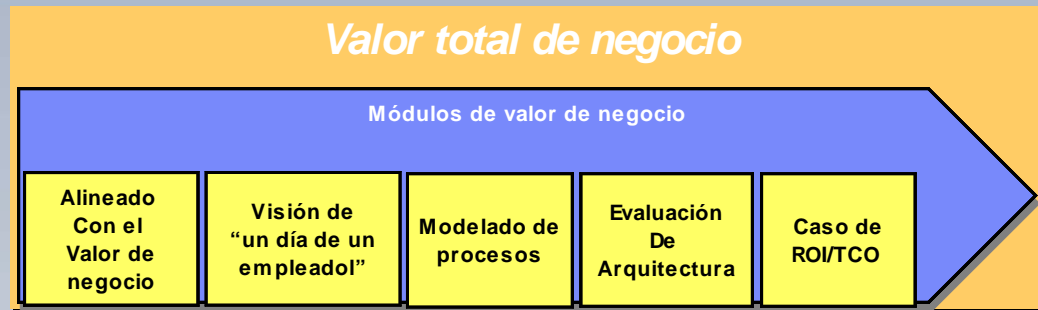 Valor total de negocio
Módulos de valor de negocio
Alineado
Con el
Valor de
negocio
Visión de
“un día de un
empleadol”
Modelado de
procesos
Evaluación
De
Arquitectura
Caso de
ROI/TCO